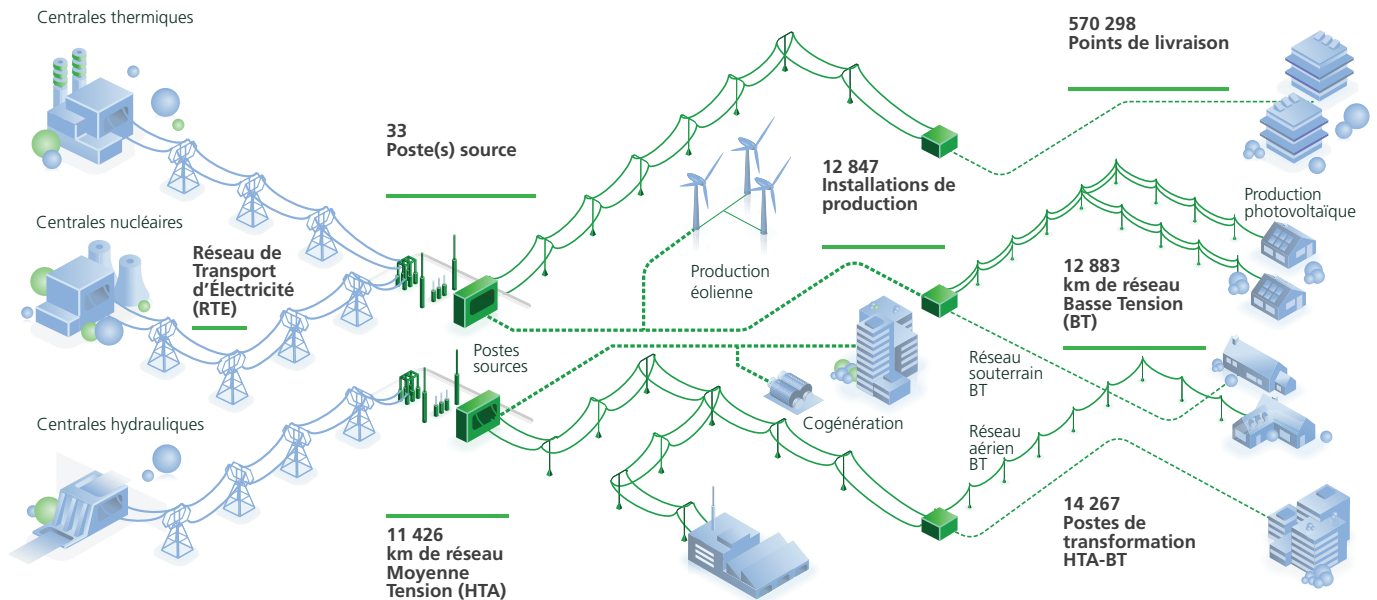 Centrales thermiques
570 298
Points de livraison
33
Poste(s) source
12 847
Installations de
production
Production
photovoltaïque
Centrales nucléaires
Réseau de
Transport
d’Électricité
(RTE)
Production
éolienne
12 883
km de réseau
Basse Tension
(BT)
Postes
sources
Réseau
souterrain
BT
Centrales hydrauliques
Cogénération
Réseau
aérien
BT
11 426
km de réseau
Moyenne
Tension (HTA)
14 267
Postes de
transformation
HTA-BT